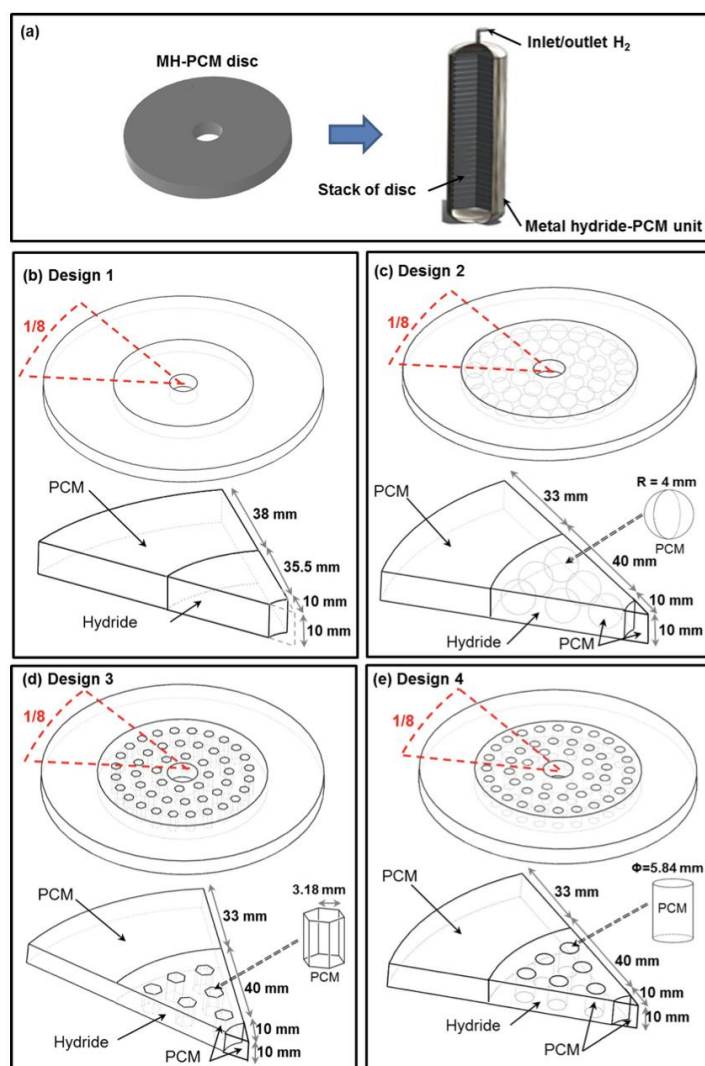 (a)
MH-PCM disc
Inlet/outlet H₂
Stack of disc
Metal hydride-PCM unit
(b) Design 1
1/8
PCM
38 mm
35.5 mm
10 mm
10 mm
Hydride
(c) Design 2
1/8
R = 4 mm
PCM
PCM
33 mm
40 mm
10 mm
10 mm
Hydride
PCM
(d) Design 3
1/8
3.18 mm
PCM
PCM
33 mm
40 mm
10 mm
10 mm
Hydride
PCM
(e) Design 4
1/8
Φ=5.84 mm
PCM
PCM
33 mm
40 mm
10 mm
10 mm
Hydride
PCM